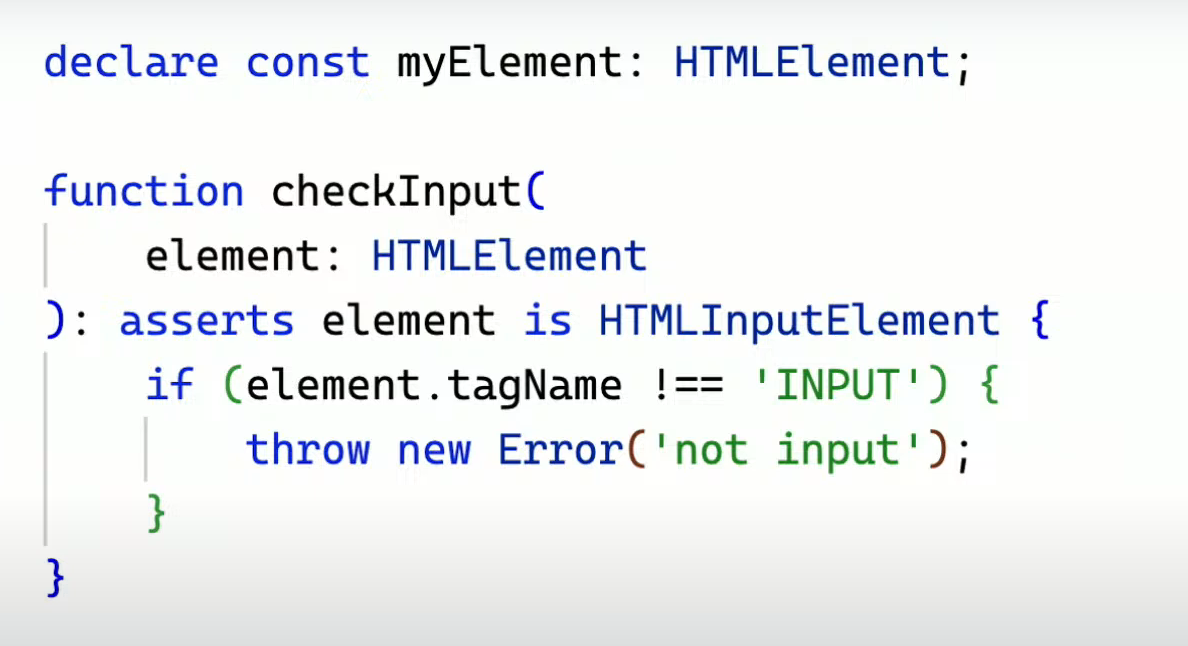 declare const myElement: HTMLElement;
function checkInput(
    element: HTMLElement
): asserts element is HTMLInputElement {
    if (element.tagName !== 'INPUT') {
        throw new Error('not input');
    }
}